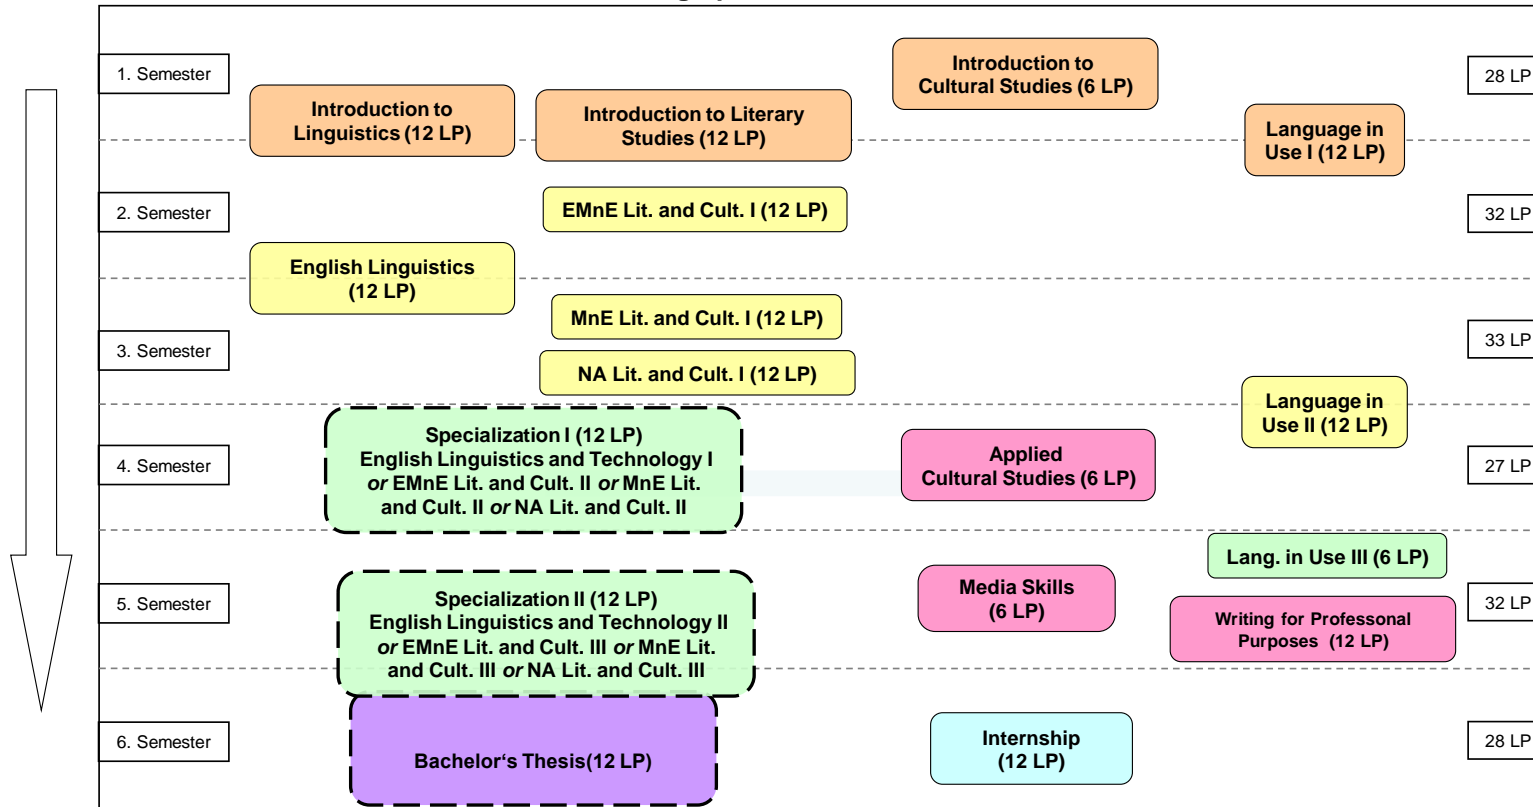 1. Semester
Introduction to
Cultural Studies (6 LP)
28 LP
Introduction to
Linguistics (12 LP)
Introduction to Literary
Studies (12 LP)
Language in
Use I (12 LP)
2. Semester
EMnE Lit. and Cult. I (12 LP)
32 LP
English Linguistics
(12 LP)
MnE Lit. and Cult. I (12 LP)
3. Semester
33 LP
NA Lit. and Cult. I (12 LP)
Language in
Use II (12 LP)
Specialization I (12 LP)
English Linguistics and Technology I
or EMnE Lit. and Cult. II or MnE Lit.
and Cult. II or NA Lit. and Cult. II
4. Semester
Applied
Cultural Studies (6 LP)
27 LP
Lang. in Use III (6 LP)
5. Semester
Specialization II (12 LP)
English Linguistics and Technology II
or EMnE Lit. and Cult. III or MnE Lit.
and Cult. III or NA Lit. and Cult. III
Media Skills
(6 LP)
32 LP
Writing for Professonal
Purposes (12 LP)
6. Semester
Bachelor‘s Thesis(12 LP)
Internship
(12 LP)
28 LP